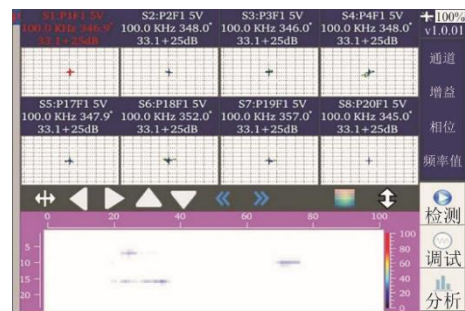 S1:P1F1 5V
100.0 KHz 346.9°
33.1+25dB
S2:P2F1 5V
100.0 KHz 348.0°
33.1+25dB
S3:P3F1 5V
100.0 KHz 346.0°
33.1+25dB
S4:P4F1 5V
100.0 KHz 348.0°
33.1+25dB
100%
v1.0.01
通道
增益
相位
频率值
S5:P17F1 5V
100.0 KHz 347.9°
33.1+25dB
S6:P18F1 5V
100.0 KHz 352.0°
33.1+25dB
S7:P19F1 5V
100.0 KHz 357.0°
33.1+25dB
S8:P20F1 5V
100.0 KHz 345.0°
33.1+25dB
检测
调试
分析
0 20 40 60 80 100
5
10
15
20
100
80
60
40
20
0